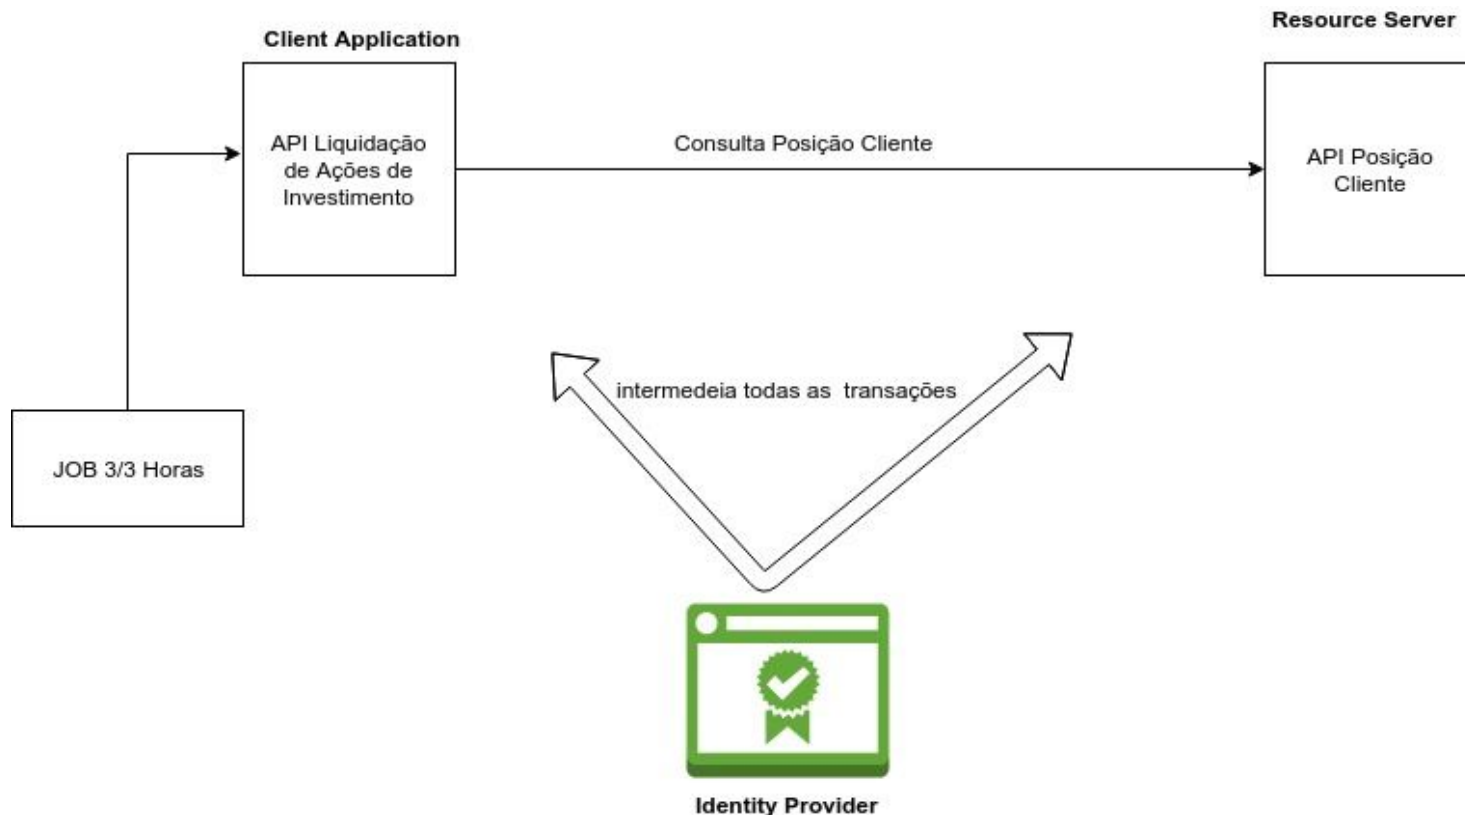 Client Application
Resource Server
API Liquidação
de Ações de
Investimento
Consulta Posição Cliente
API Posição
Cliente
intermedeia todas as  transações
JOB 3/3 Horas
Identity Provider